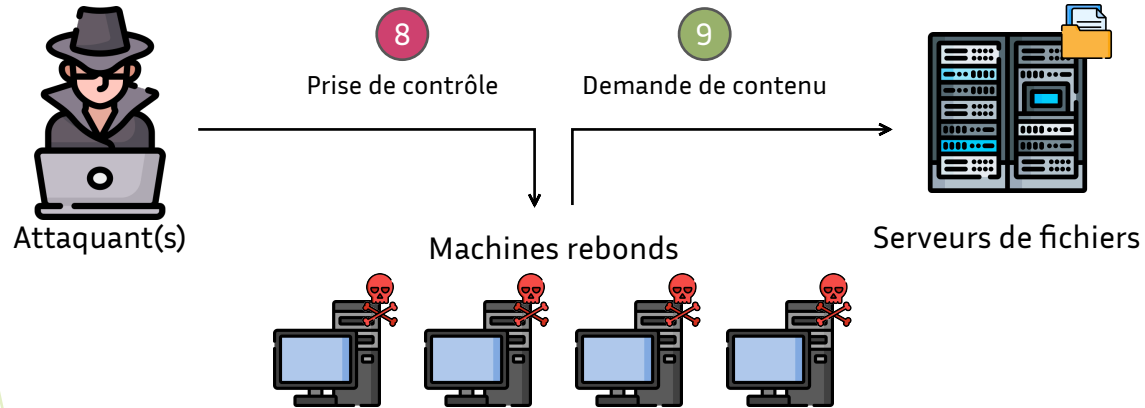 8
9
Prise de contrôle
Demande de contenu
Attaquant(s)
Machines rebonds
Serveurs de fichiers